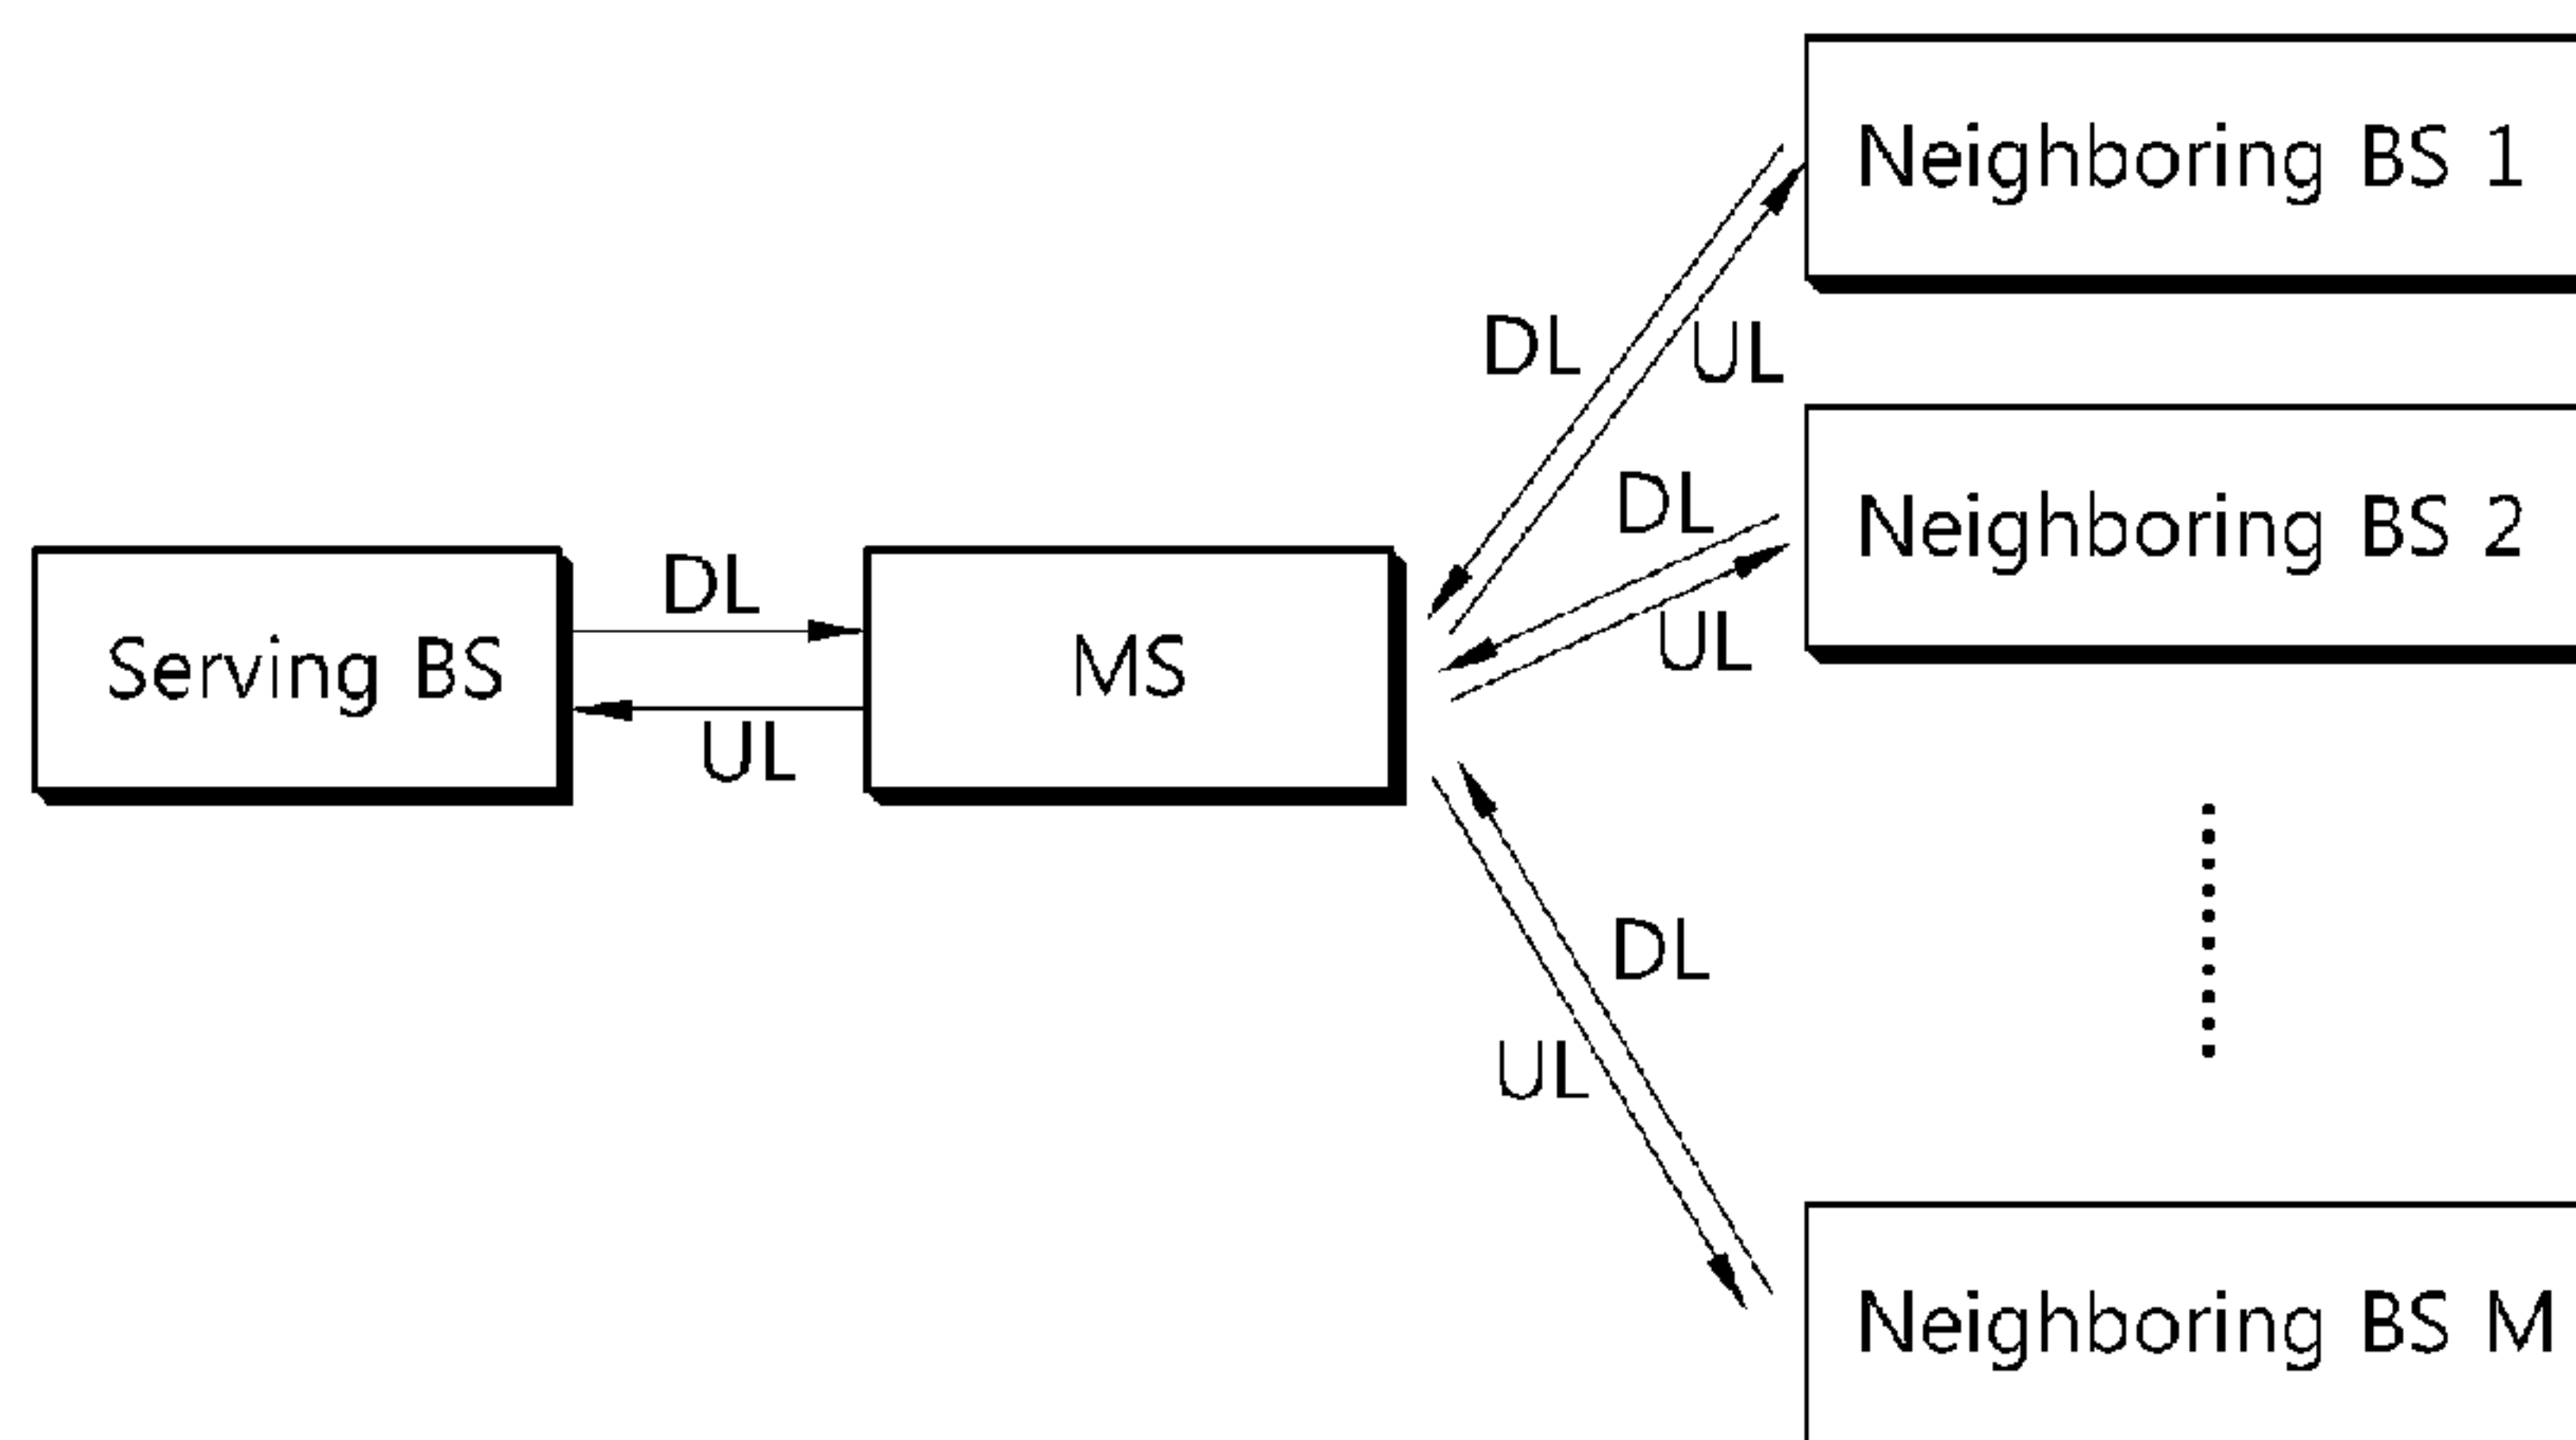 Neighboring BS 1
DL
UL
DL
Neighboring BS 2
DL
Serving BS
MS
UL
UL
DL
UL
Neighboring BS M